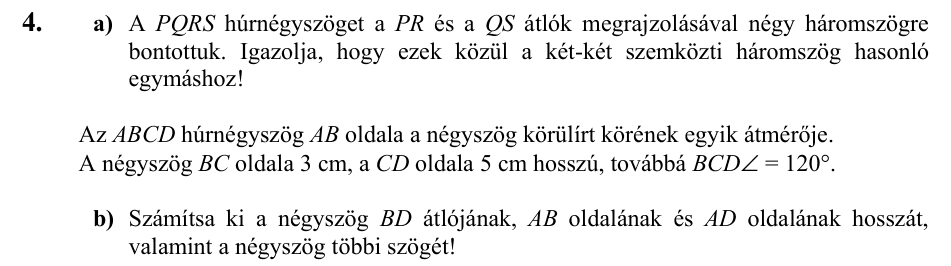 4. a) A PQRS húrnégyszöget a PR és a QS átlók megrajzolásával négy háromszögre
bontottuk. Igazolja, hogy ezek közül a két-két szemközti háromszög hasonló
egymáshoz!
Az ABCD húrnégyszög AB oldala a négyszög körülírt körének egyik átmérője.
A négyszög BC oldala 3 cm, a CD oldala 5 cm hosszú, továbbá BCD∠ = 120°.
b) Számítsa ki a négyszög BD átlójának, AB oldalának és AD oldalának hosszát,
valamint a négyszög többi szögét!